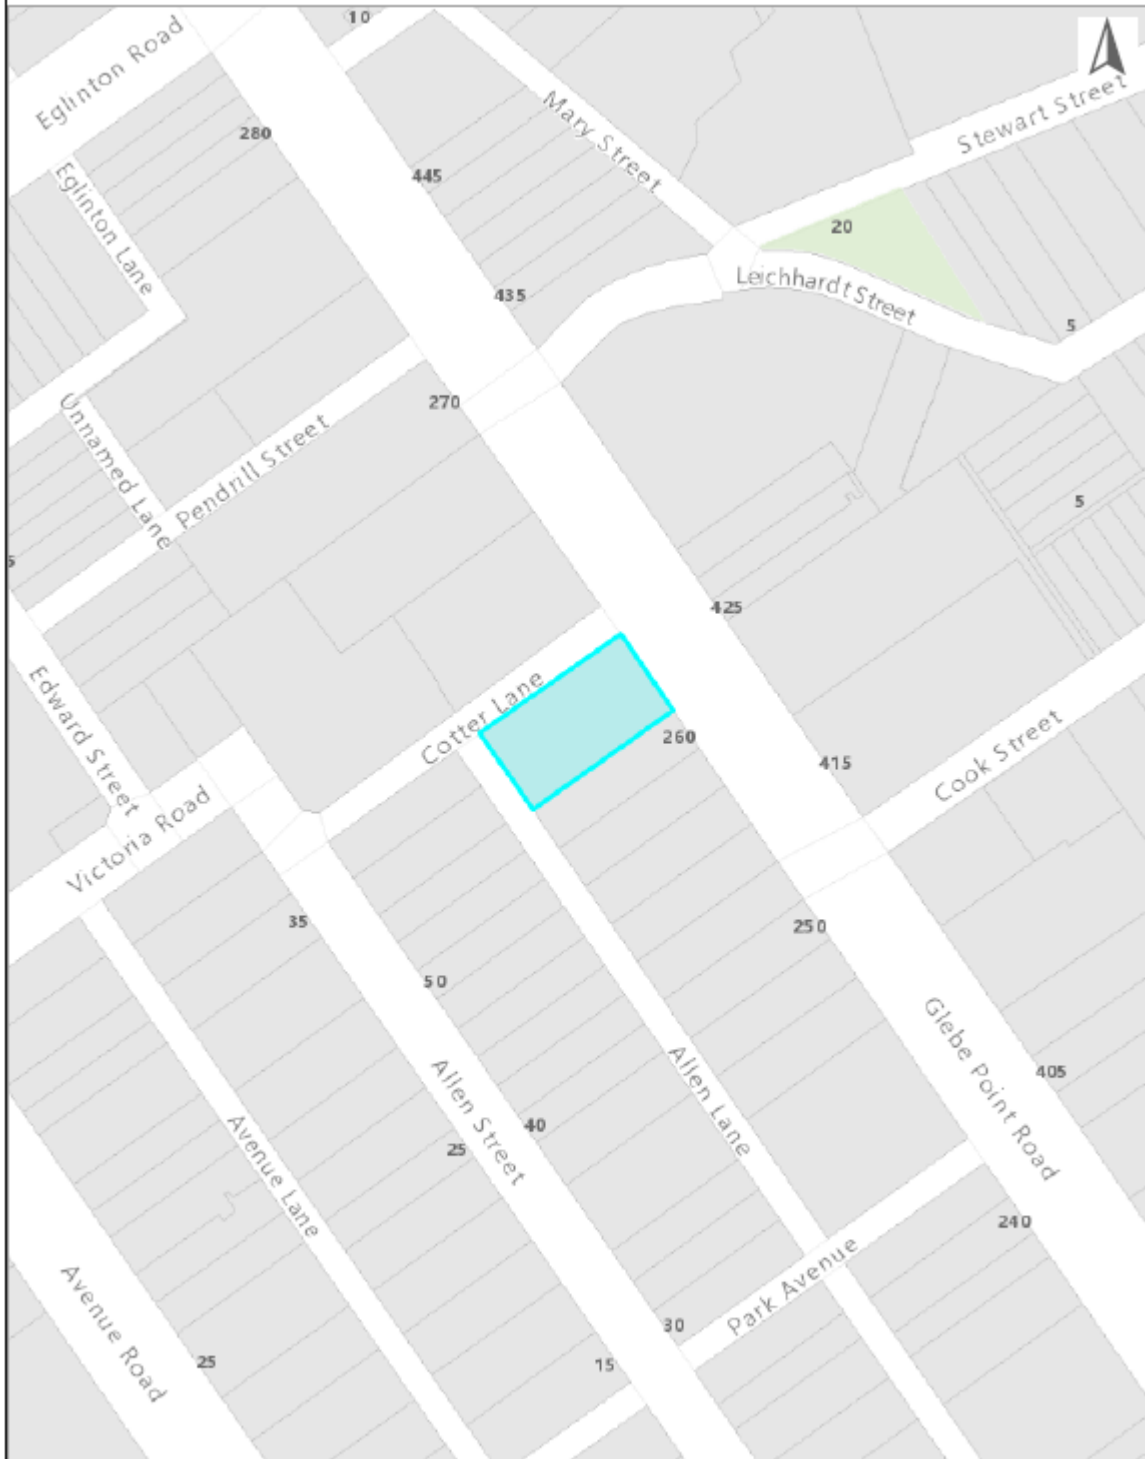 10
Eglinton Road
280
Mary Street
Stewart Street
445
Eglinton Lane
20
Leichhardt Street
435
5
270
Unnamed Lane
Pendrill Street
5
5
425
Edward Street
Cotter Lane
260
415
Cook Street
Victoria Road
35
250
50
Glebe Point Road
Allen Lane
405
Allen Street
40
25
Avenue Lane
240
Park Avenue
Avenue Road
30
25
15